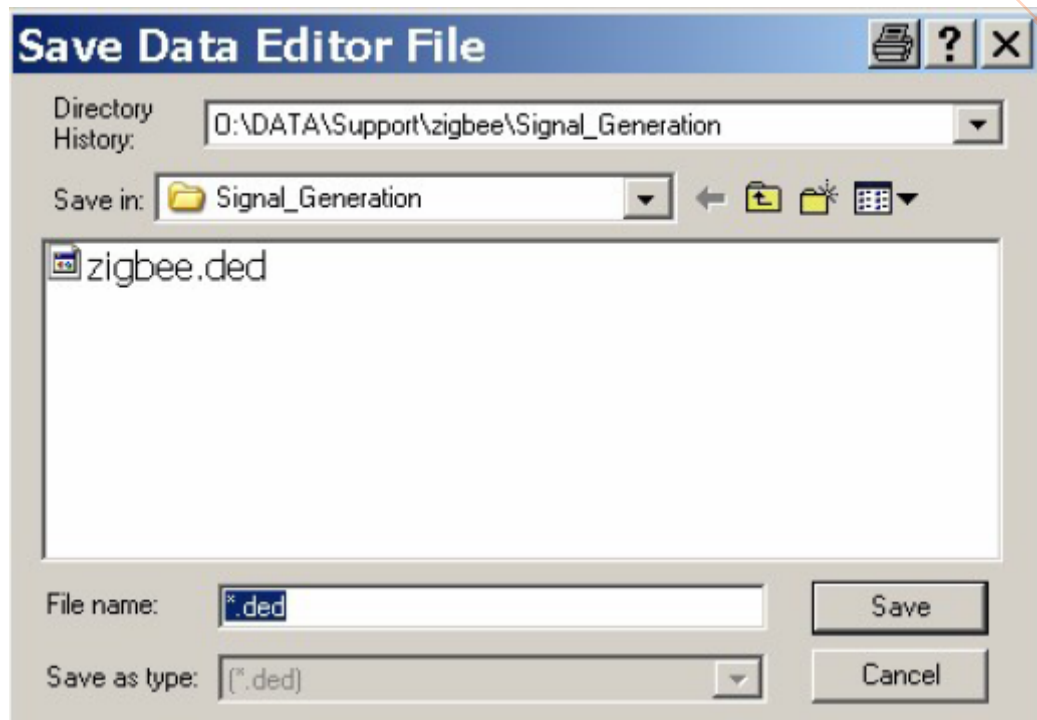 Save Data Editor File
Directory
History:
O:\DATA\Support\zigbee\Signal_Generation
Save in:
Signal_Generation
zigbee.ded
File name:
*.ded
Save
Save as type:
(*.ded)
Cancel